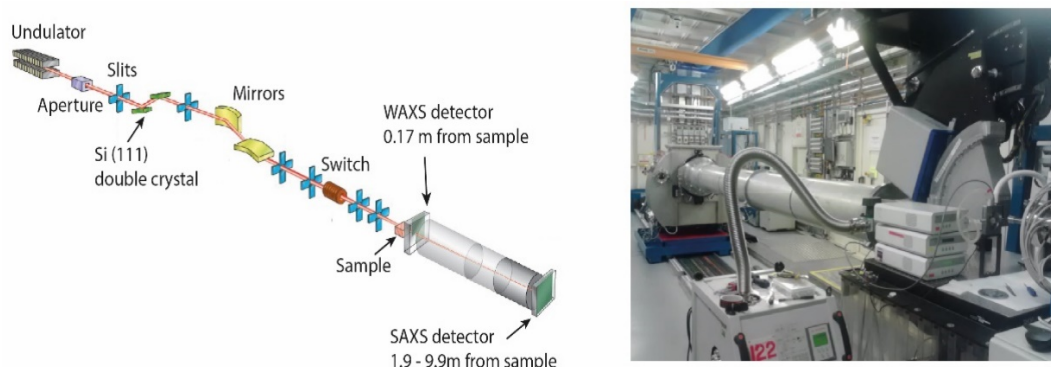 Undulator
Slits
Aperture
Mirrors
Si (111)
double crystal
WAXS detector
0.17 m from sample
Switch
Sample
SAXS detector
1.9 - 9.9m from sample
I22